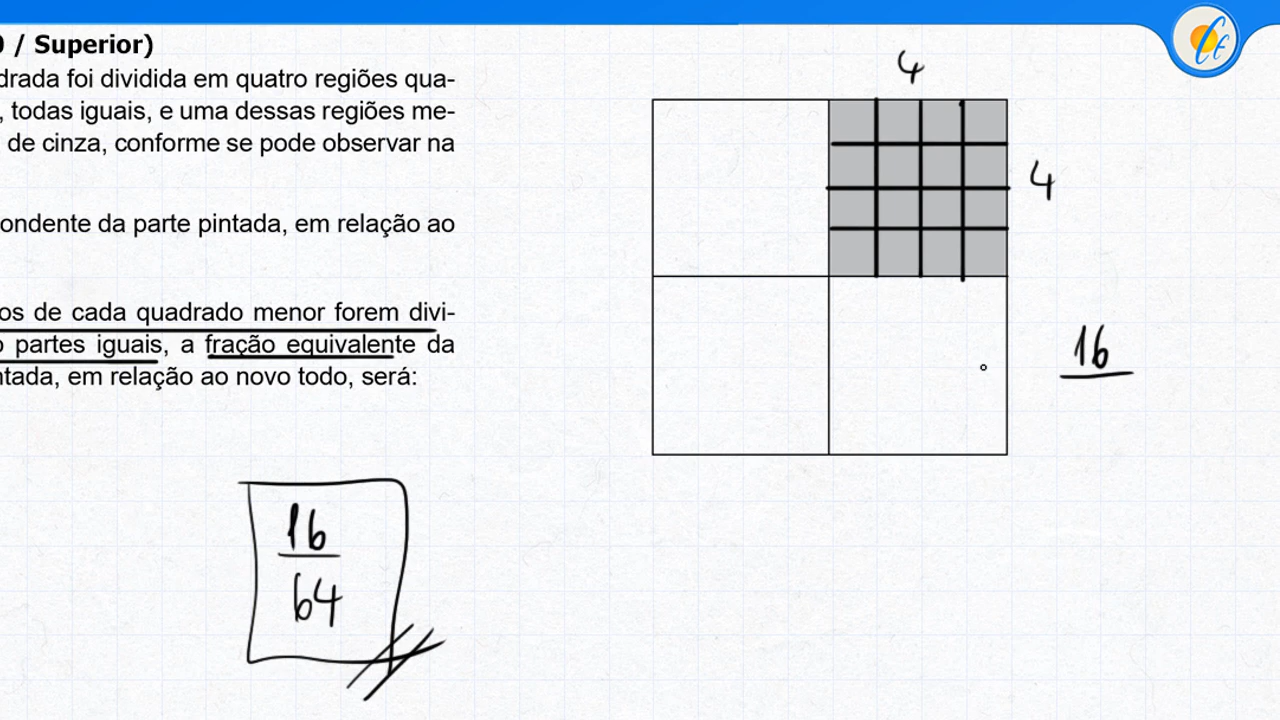 / Superior)
drada foi dividida em quatro regiões qua-
, todas iguais, e uma dessas regiões me-
de cinza, conforme se pode observar na
ondente da parte pintada, em relação ao
os de cada quadrado menor forem divi-
o partes iguais, a fração equivalente da
ntada, em relação ao novo todo, será:
4
4
16
16
64